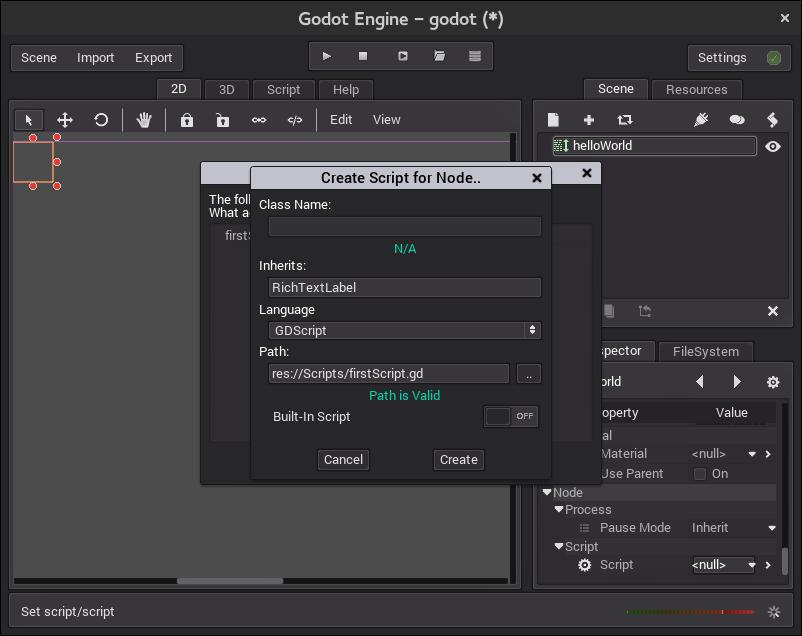 Godot Engine – godot (*)
Scene Import Export
Settings
2D 3D Script Help
Scene Resources
Edit View
helloWorld
Create Script for Node..
The foll
What a
firstS
Class Name:
N/A
Inherits:
RichTextLabel
Language
GDScript
Path:
res://Scripts/firstScript.gd ..
Path is Valid
Built-In Script OFF
Cancel Create
pector FileSystem
orld
operty Value
al
Material <null>
Use Parent On
Node
Process
Pause Mode Inherit
Script
Script <null>
Set script/script